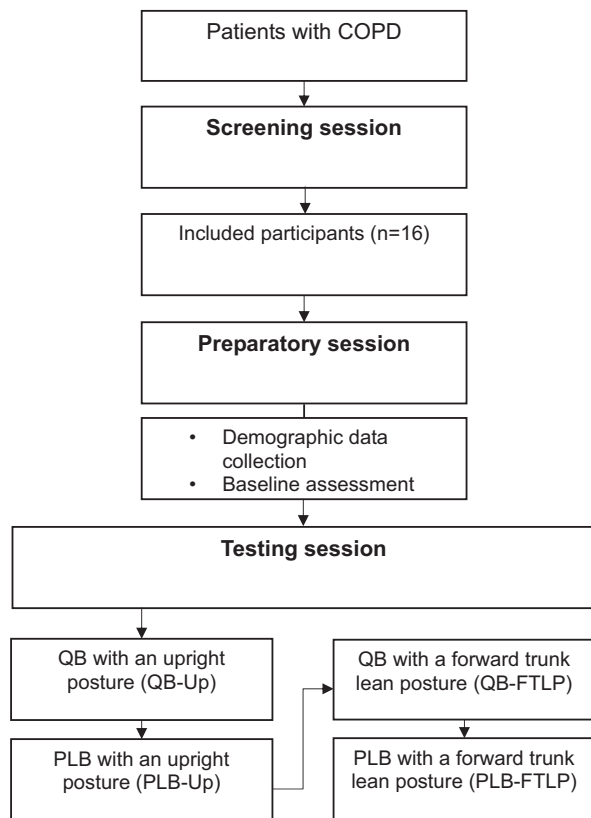 Patients with COPD
Screening session
Included participants (n=16)
Preparatory session
• Demographic data
collection
• Baseline assessment
Testing session
QB with an upright
posture (QB-Up)
PLB with an upright
posture (PLB-Up)
QB with a forward trunk
lean posture (QB-FTLP)
PLB with a forward trunk
lean posture (PLB-FTLP)